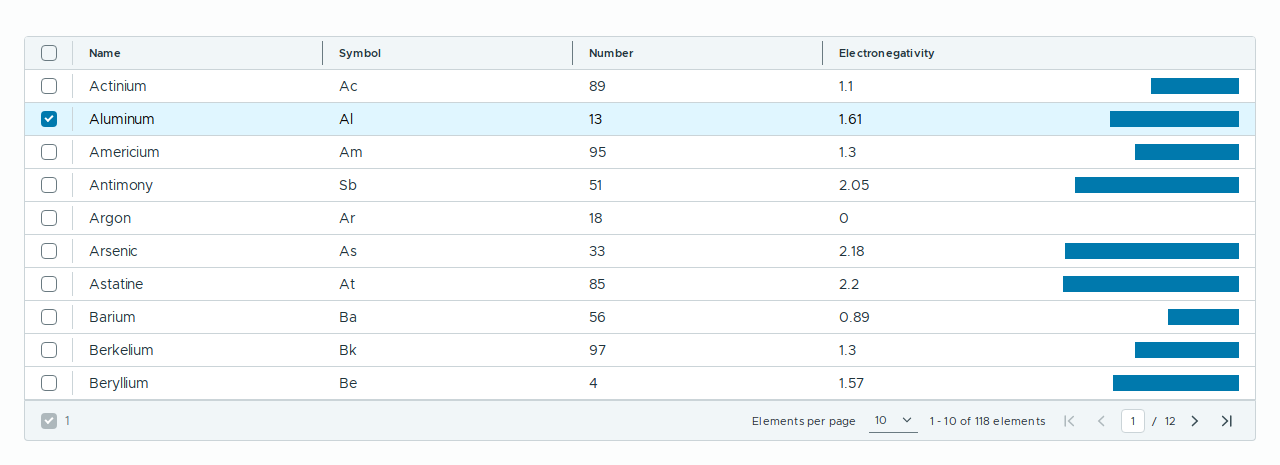 Name Symbol Number Electronegativity
Actinium Ac 89 1.1
Aluminum Al 13 1.61
Americium Am 95 1.3
Antimony Sb 51 2.05
Argon Ar 18 0
Arsenic As 33 2.18
Astatine At 85 2.2
Barium Ba 56 0.89
Berkelium Bk 97 1.3
Beryllium Be 4 1.57
1 Elements per page 10 1 - 10 of 118 elements 1 / 12